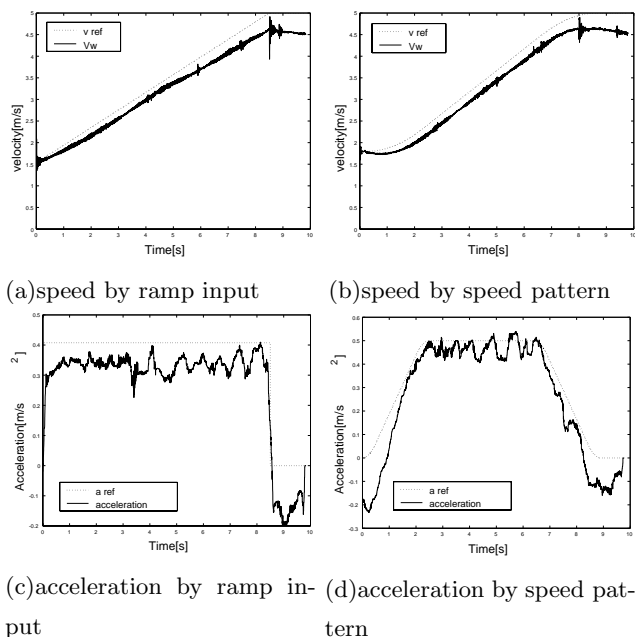 5
4.5
4
3.5
3
2.5
2
1.5
1
0.5
0
velocity[m/s]
v ref
Vw
0 1 2 3 4 5 6 7 8 9 10
Time[s]
5
4.5
4
3.5
3
2.5
2
1.5
1
0.5
0
velocity[m/s]
v ref
Vw
0 1 2 3 4 5 6 7 8 9 10
Time[s]
(a)speed by ramp input
(b)speed by speed pattern
0.5
0.4
0.3
0.2
0.1
0
-0.1
-0.2
Acceleration[m/s2]
a ref
acceleration
0 1 2 3 4 5 6 7 8 9 10
Time[s]
0.6
0.5
0.4
0.3
0.2
0.1
0
-0.1
-0.2
-0.3
Acceleration[m/s2]
a ref
acceleration
0 1 2 3 4 5 6 7 8 9 10
Time[s]
(c)acceleration by ramp in-
put
(d)acceleration by speed pat-
tern